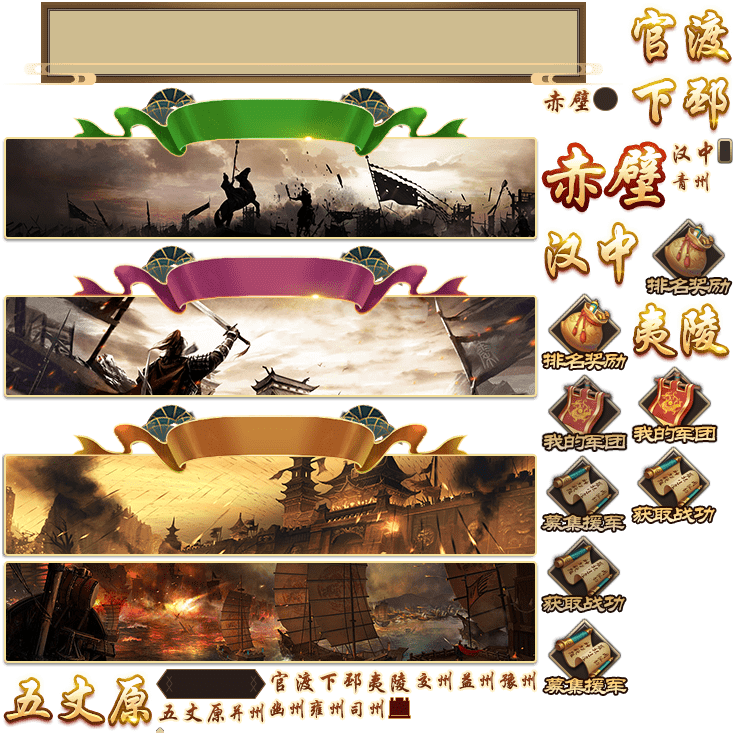 官渡
下邳
赤壁
赤壁
汉中
青州
汉中
排名奖励
排名奖励
夷陵
我的军团
我的军团
募集援军
获取战功
获取战功
募集援军
五丈原
官渡下邳夷陵交州益州豫州
五丈原并州幽州雍州司州